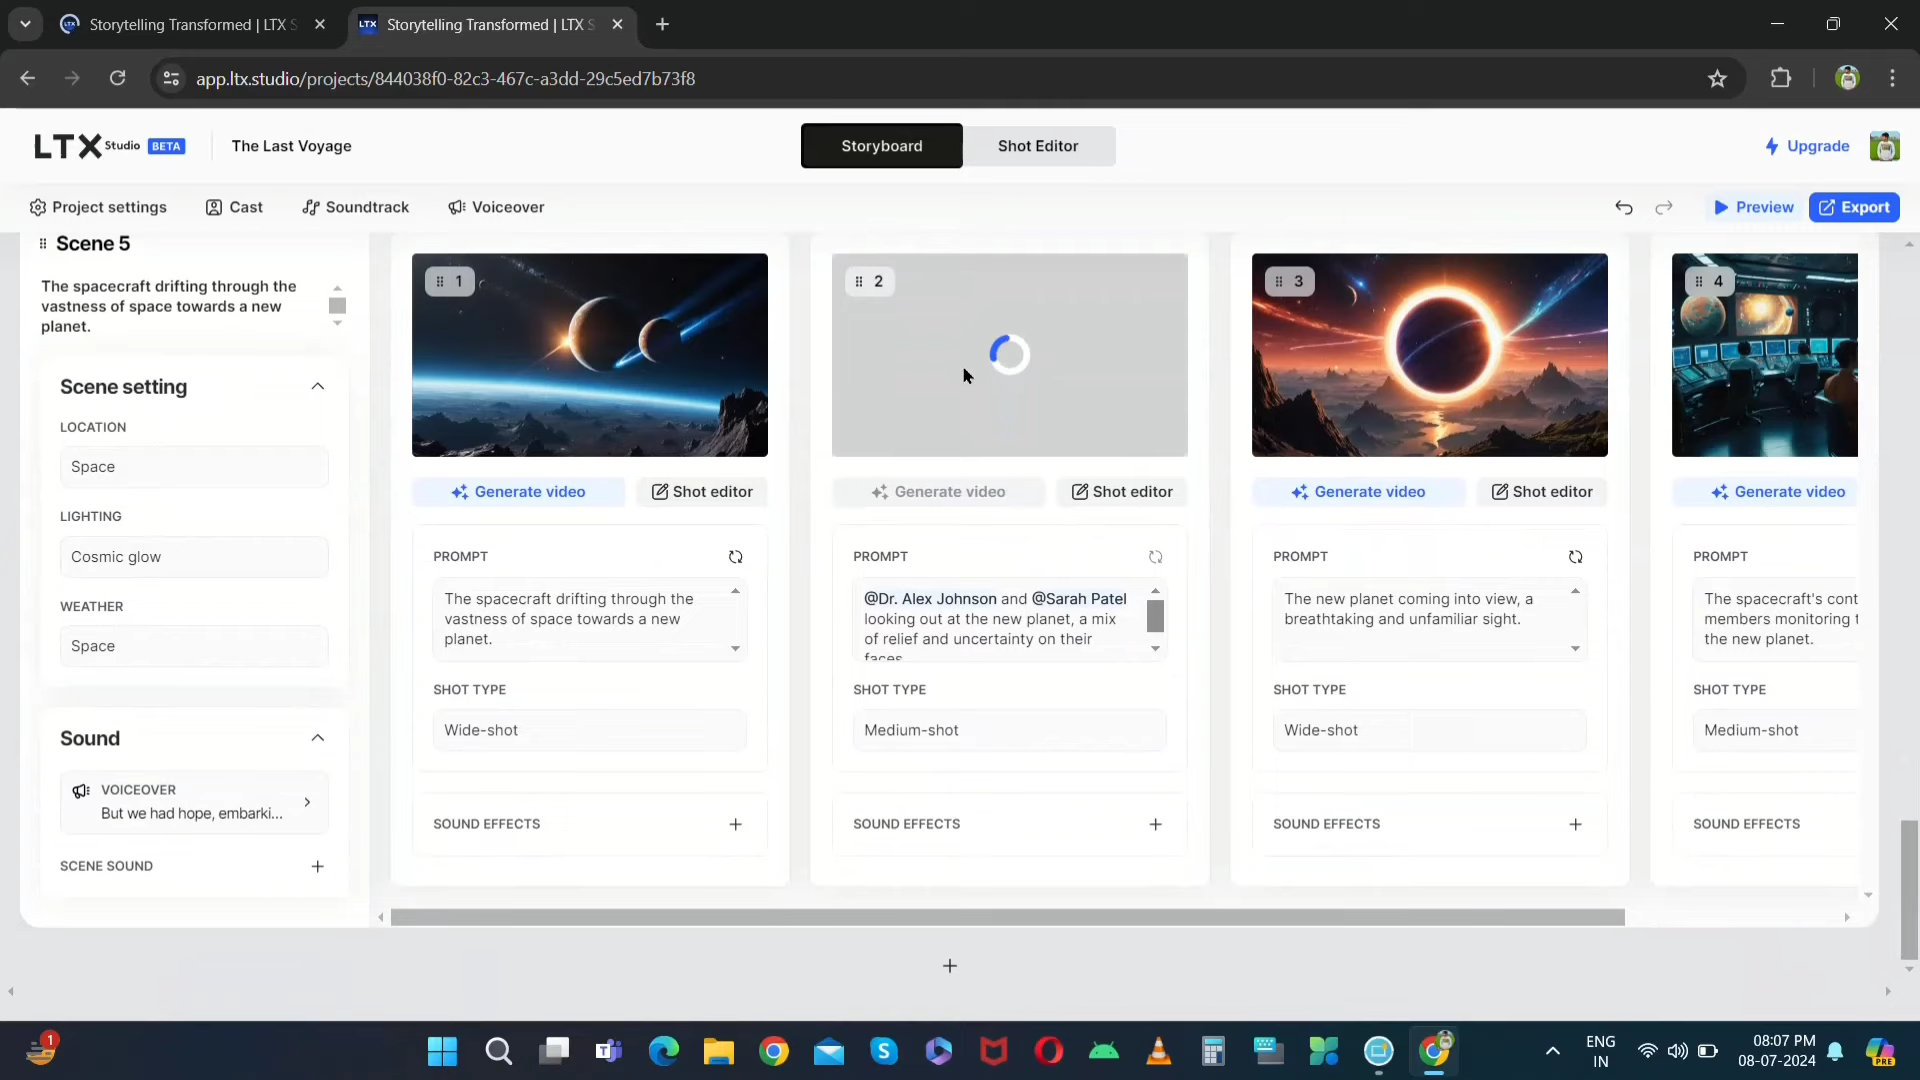 Storytelling Transformed | LTX S
Storytelling Transformed | LTX S
app.ltx.studio/projects/844038f0-82c3-467c-a3dd-29c5ed7b73f8
LTX Studio BETA
The Last Voyage
Storyboard
Shot Editor
Upgrade
Project settings
Cast
Soundtrack
Voiceover
Preview
Export
Scene 5
The spacecraft drifting through the
vastness of space towards a new
planet.
Scene setting
LOCATION
Space
LIGHTING
Cosmic glow
WEATHER
Space
Sound
VOICEOVER
But we had hope, embarki...
SCENE SOUND
1
Generate video
Shot editor
PROMPT
The spacecraft drifting through the
vastness of space towards a new
planet.
SHOT TYPE
Wide-shot
SOUND EFFECTS
2
Generate video
Shot editor
PROMPT
@Dr. Alex Johnson and @Sarah Patel
looking out at the new planet, a mix
of relief and uncertainty on their
faces
SHOT TYPE
Medium-shot
SOUND EFFECTS
3
Generate video
Shot editor
PROMPT
The new planet coming into view, a
breathtaking and unfamiliar sight.
SHOT TYPE
Wide-shot
SOUND EFFECTS
4
Generate video
PROMPT
The spacecraft's cont
members monitoring t
the new planet.
SHOT TYPE
Medium-shot
SOUND EFFECTS
1
ENG
IN
08:07 PM
08-07-2024
PRE